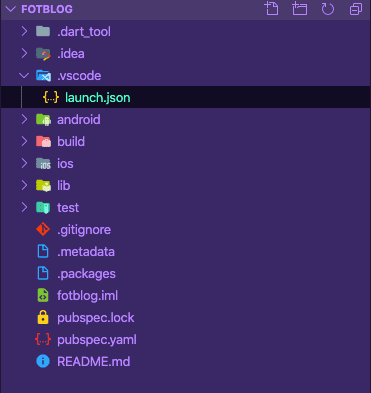 FOTBLOG
.dart_tool
.idea
.vscode
{..} launch.json
android
build
iOS ios
lib
test
.gitignore
.metadata
.packages
fotblog.iml
pubspec.lock
{..} pubspec.yaml
README.md